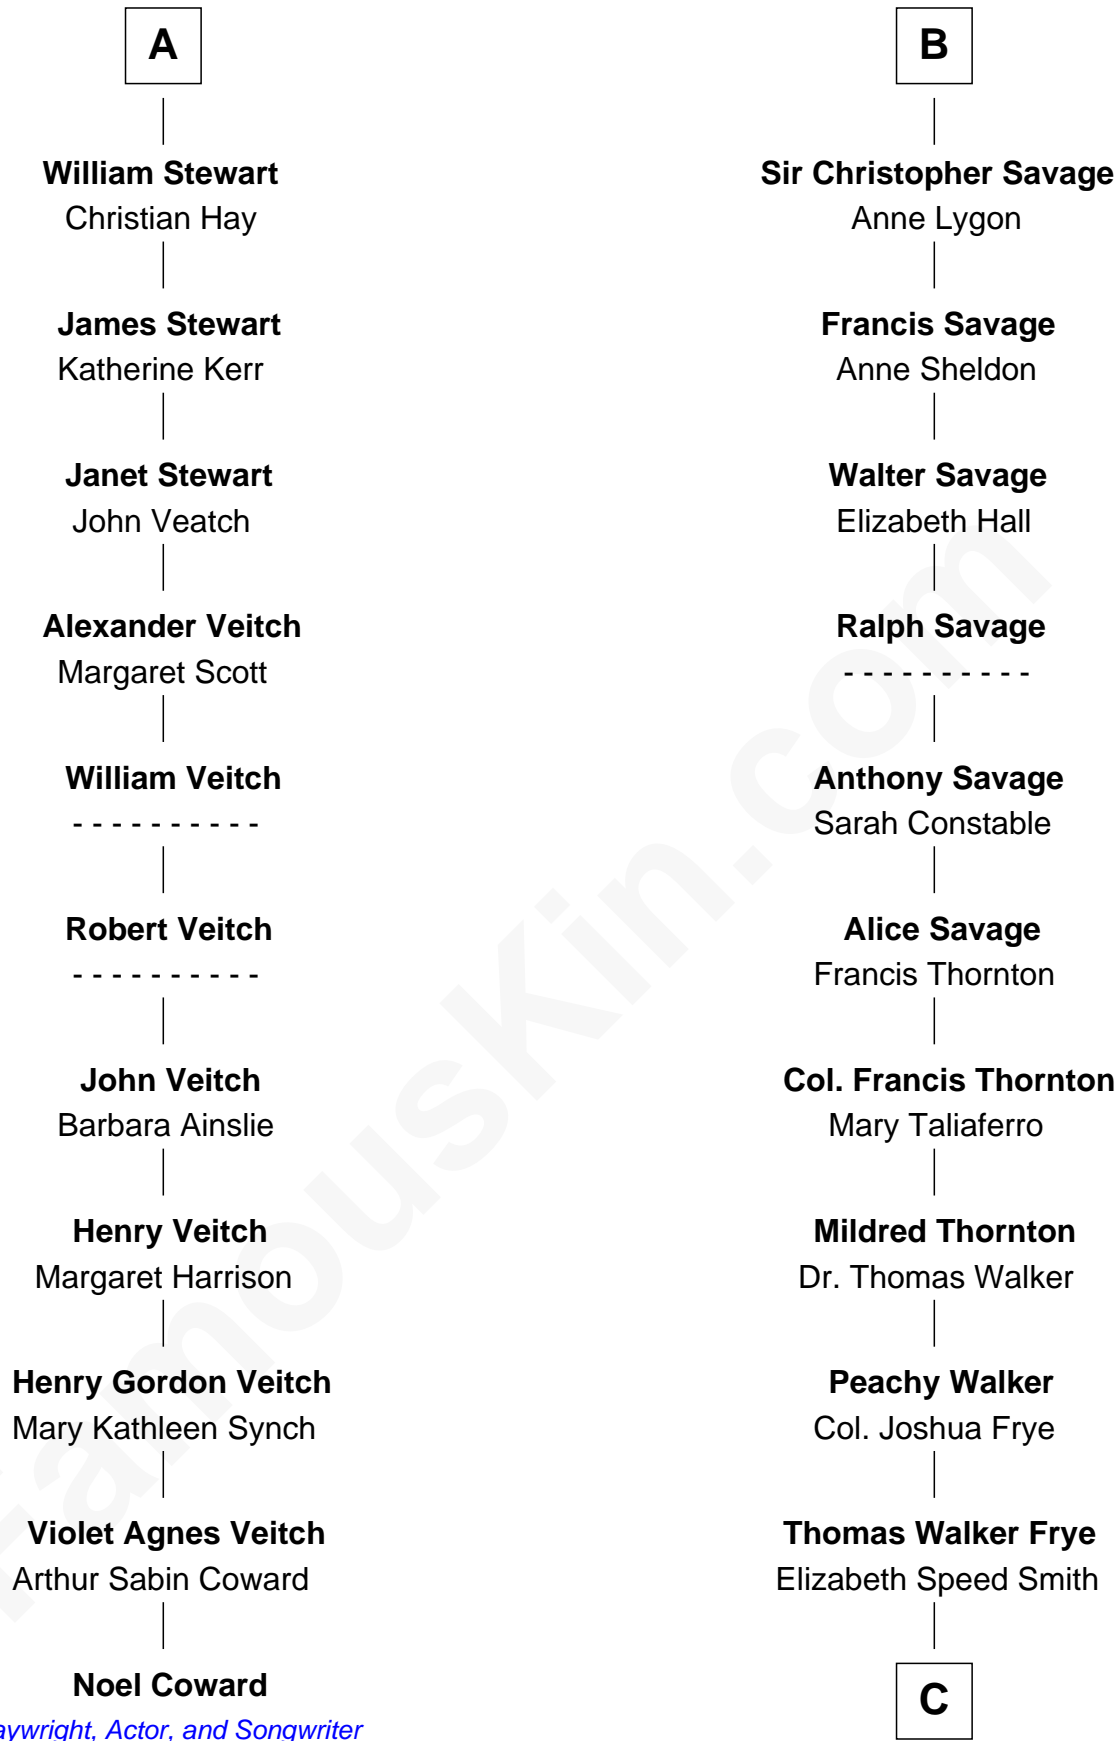 A
William Stewart
Christian Hay
James Stewart
Katherine Kerr
Janet Stewart
John Veatch
Alexander Veitch
Margaret Scott
William Veitch
- - - - - - - - - -
Robert Veitch
- - - - - - - - - -
John Veitch
Barbara Ainslie
Henry Veitch
Margaret Harrison
Henry Gordon Veitch
Mary Kathleen Synch
Violet Agnes Veitch
Arthur Sabin Coward
Noel Coward
aywright, Actor, and Songwriter
B
Sir Christopher Savage
Anne Lygon
Francis Savage
Anne Sheldon
Walter Savage
Elizabeth Hall
Ralph Savage
- - - - - - - - - -
Anthony Savage
Sarah Constable
Alice Savage
Francis Thornton
Col. Francis Thornton
Mary Taliaferro
Mildred Thornton
Dr. Thomas Walker
Peachy Walker
Col. Joshua Frye
Thomas Walker Frye
Elizabeth Speed Smith
C
FamousKin.com